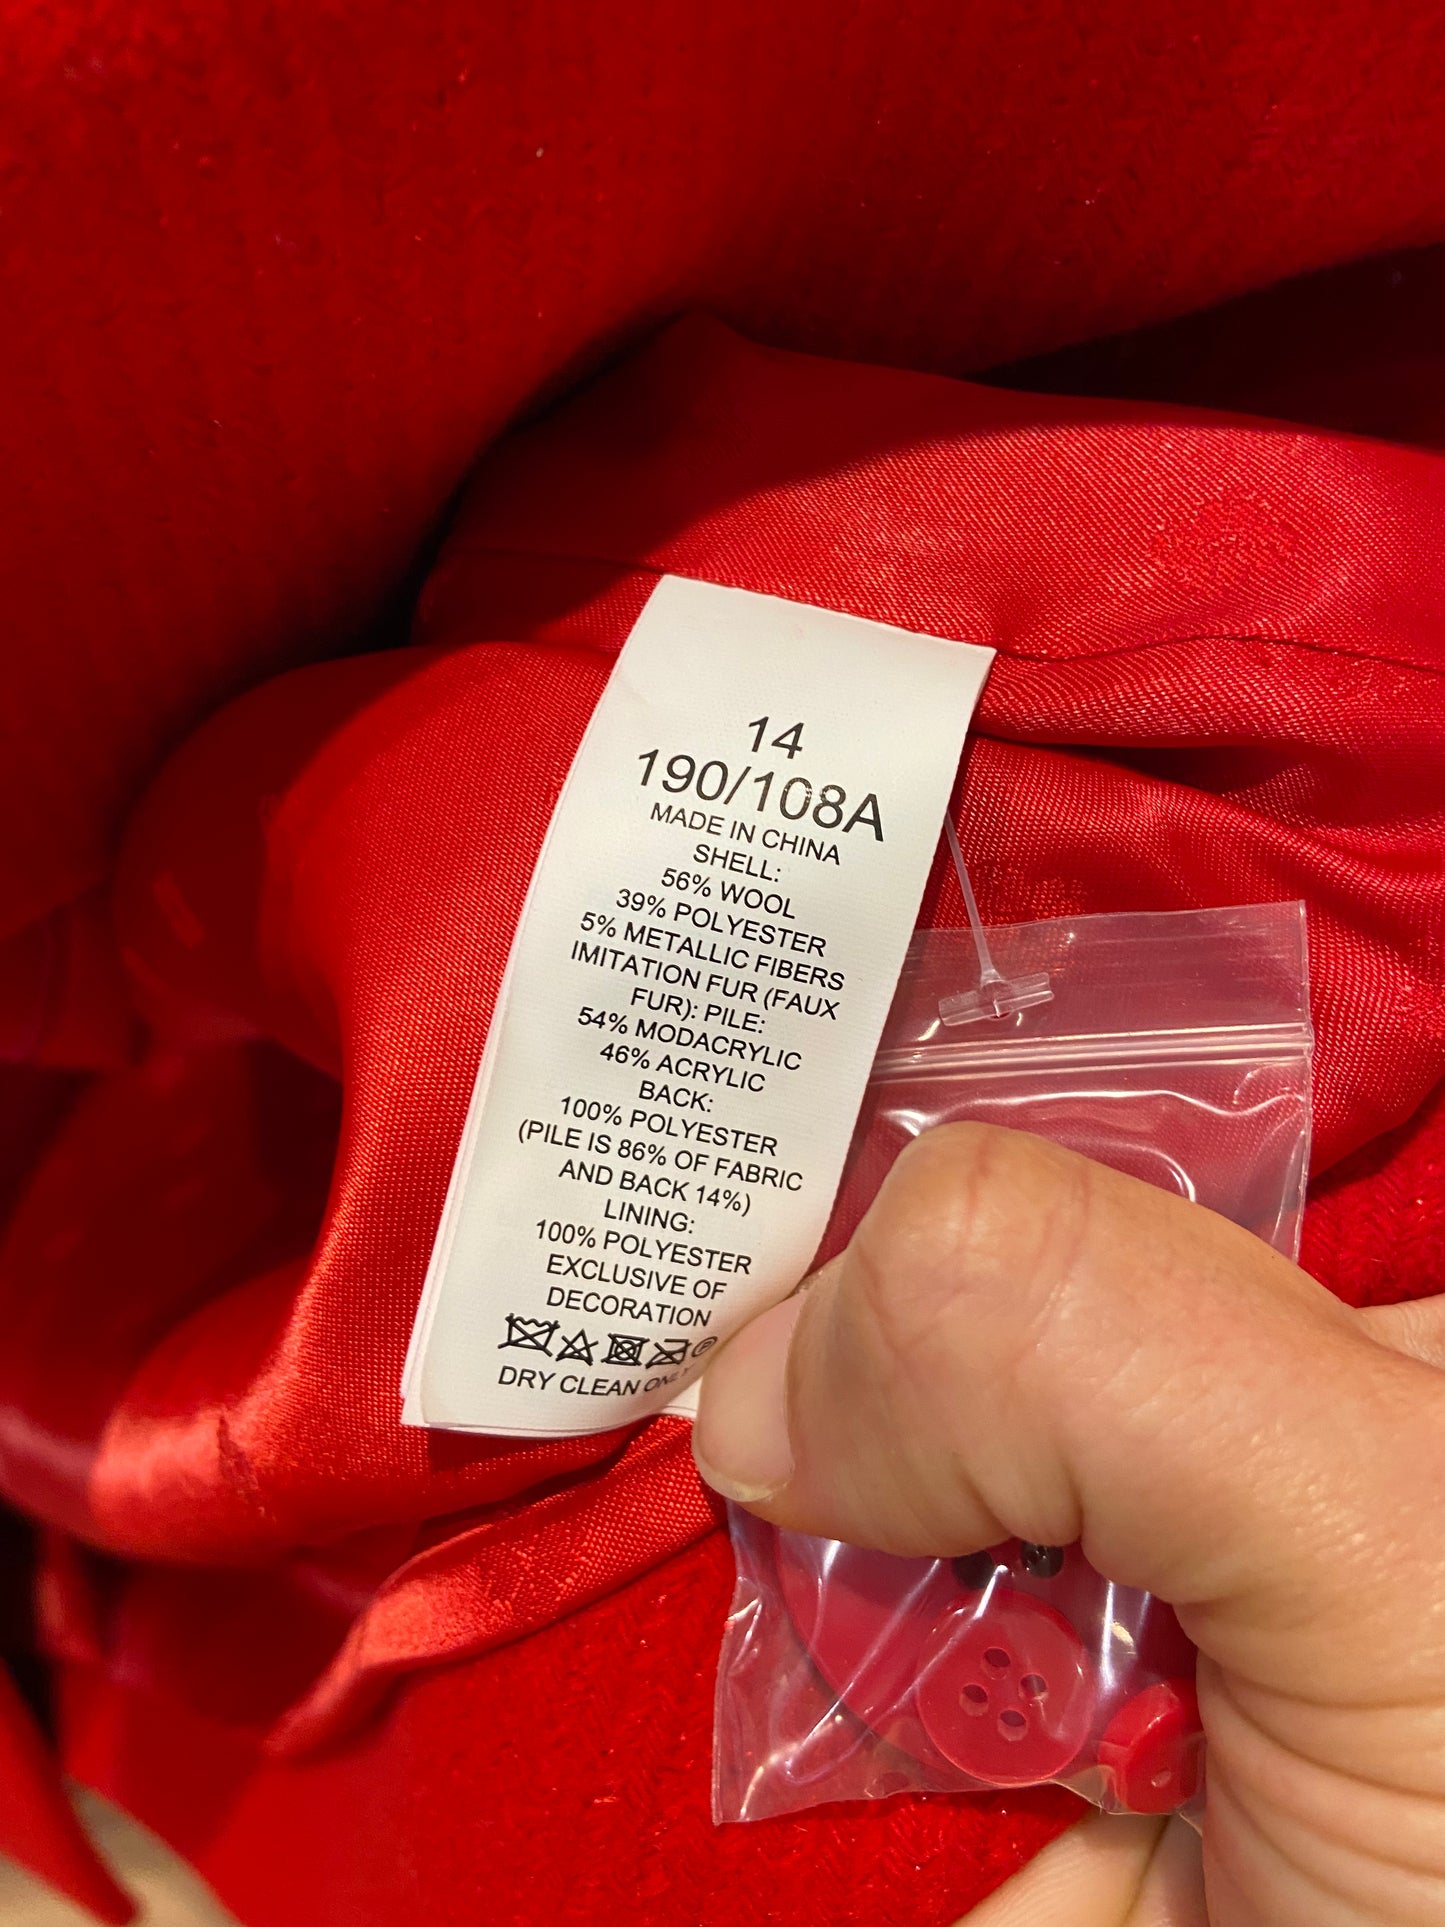 14
190/108A
MADE IN CHINA
SHELL:
56% WOOL
39% POLYESTER
5% METALLIC FIBERS
IMITATION FUR (FAUX
FUR): PILE:
54% MODACRYLIC
46% ACRYLIC
BACK:
100% POLYESTER
(PILE IS 86% OF FABRIC
AND BACK 14%)
LINING:
100% POLYESTER
EXCLUSIVE OF
DECORATION
P
DRY CLEAN ONLY